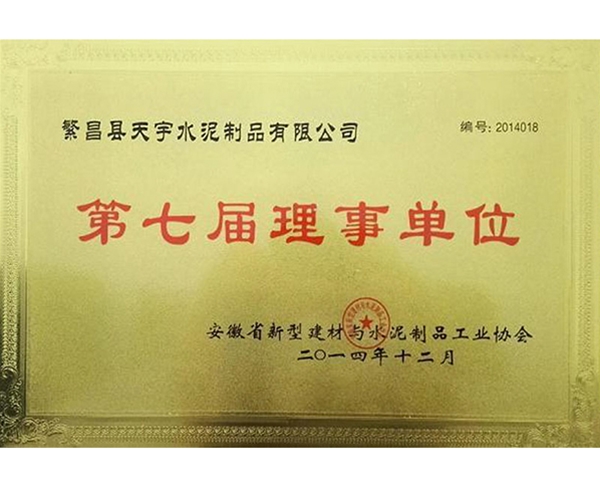 繁昌县天宇水泥制品有限公司
编号: 2014018
第七届理事单位
安徽省新型建材与水泥制品工业协会
二〇一四年十二月